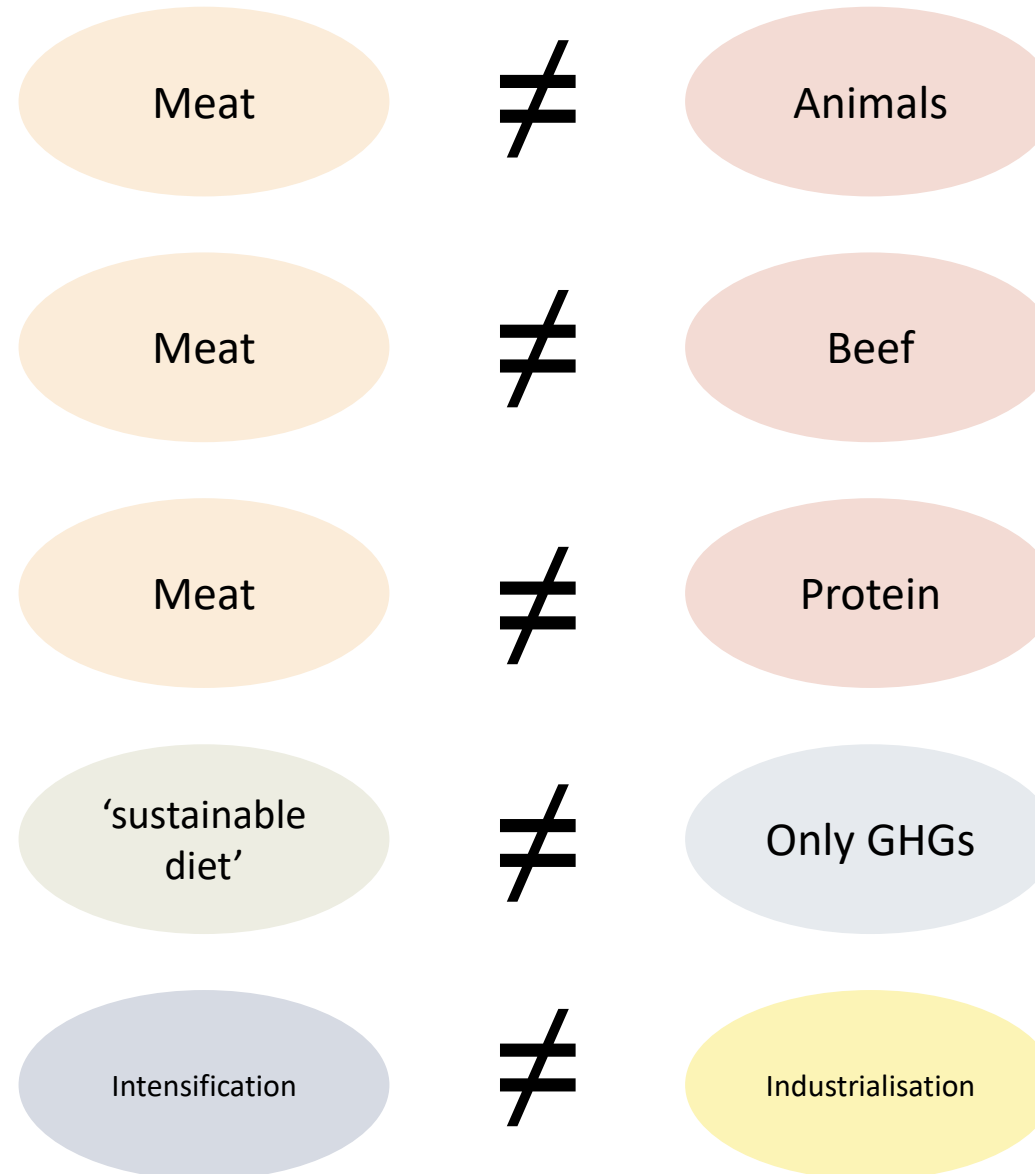 Meat ≠ Animals
Meat ≠ Beef
Meat ≠ Protein
‘sustainable
diet’ ≠ Only GHGs
Intensification ≠ Industrialisation